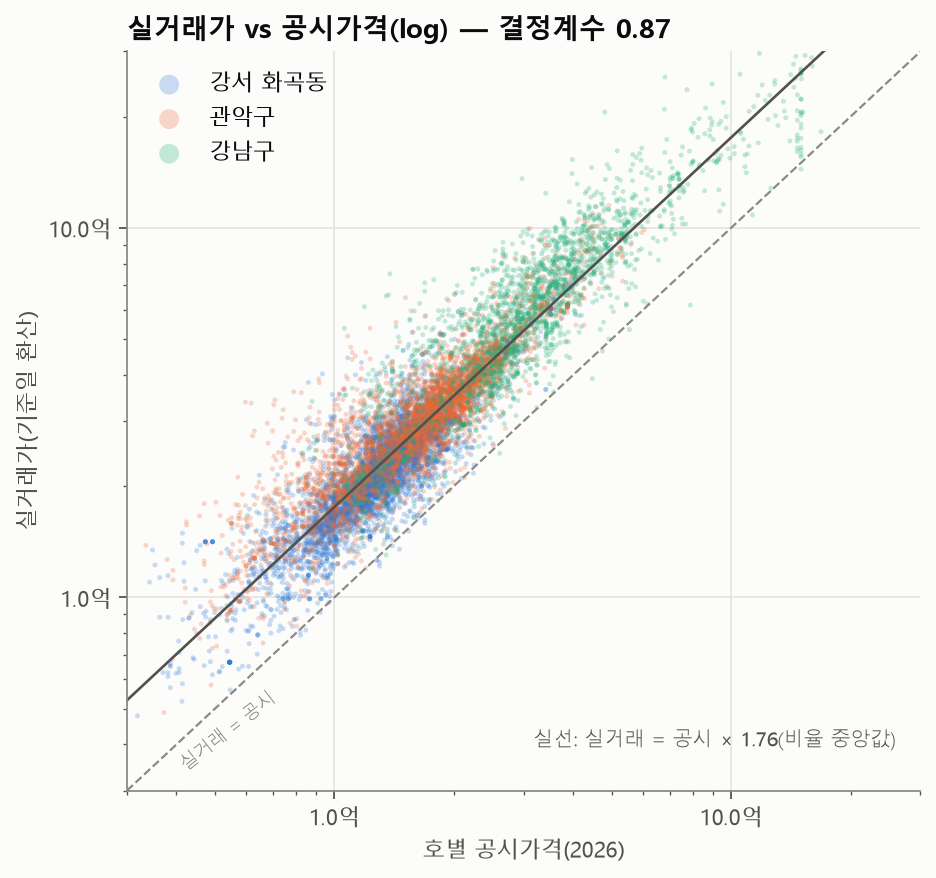 실거래가 vs 공시가격(log) — 결정계수 0.87
강서 화곡동
관악구
강남구
10.0억
1.0억
실거래가(기준일 환산)
실거래 = 공시
실선: 실거래 = 공시 × 1.76(비율 중앙값)
1.0억
10.0억
호별 공시가격(2026)